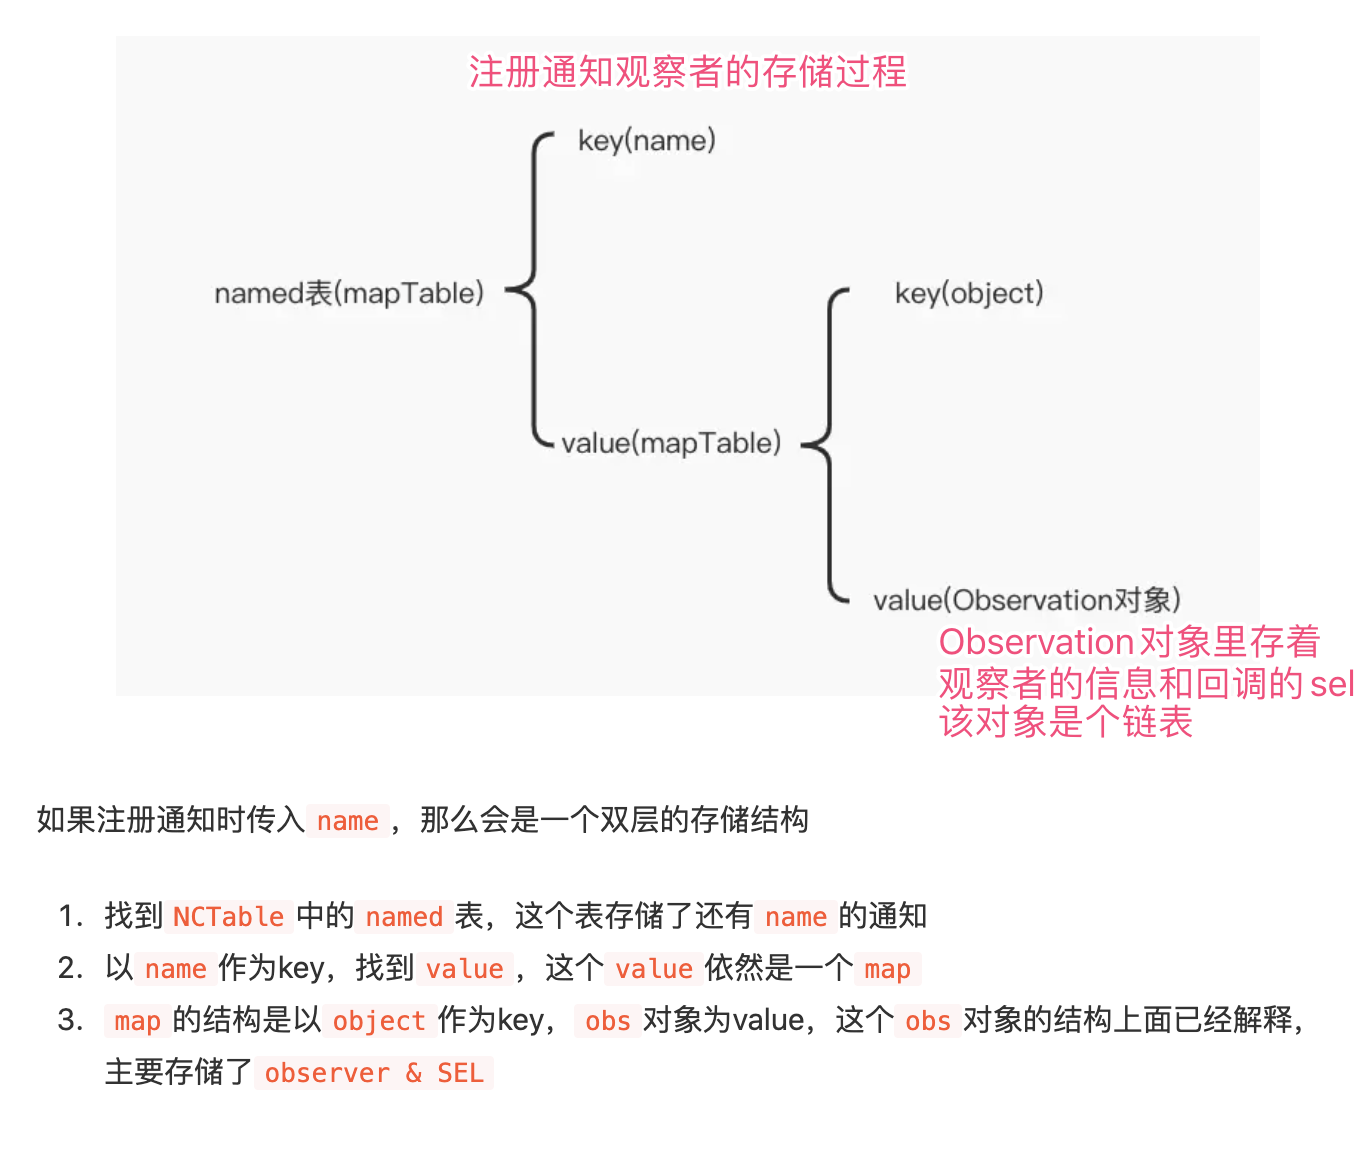 注册通知观察者的存储过程
key(name)
named表(mapTable)
key(object)
value(mapTable)
value(Observation对象)
Observation对象里存着
观察者的信息和回调的sel
该对象是个链表
如果注册通知时传入 name ，那么会是一个双层的存储结构
1. 找到 NCTable 中的 named 表，这个表存储了还有 name 的通知
2. 以 name 作为key，找到 value ，这个 value 依然是一个 map
3. map 的结构是以 object 作为key， obs 对象为value，这个 obs 对象的结构上面已经解释，
主要存储了 observer & SEL